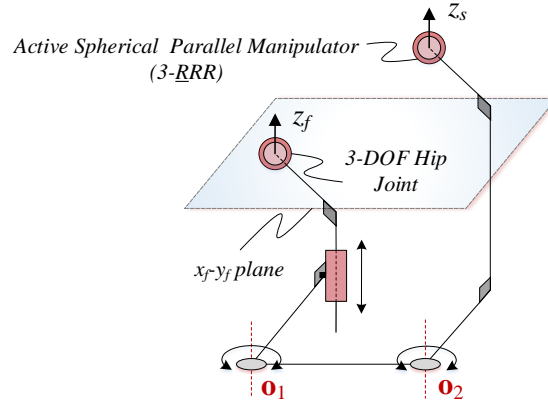 z_s
Active Spherical Parallel Manipulator
(3-RRR)
z_f
3-DOF Hip
Joint
x_f-y_f plane
o_1
o_2